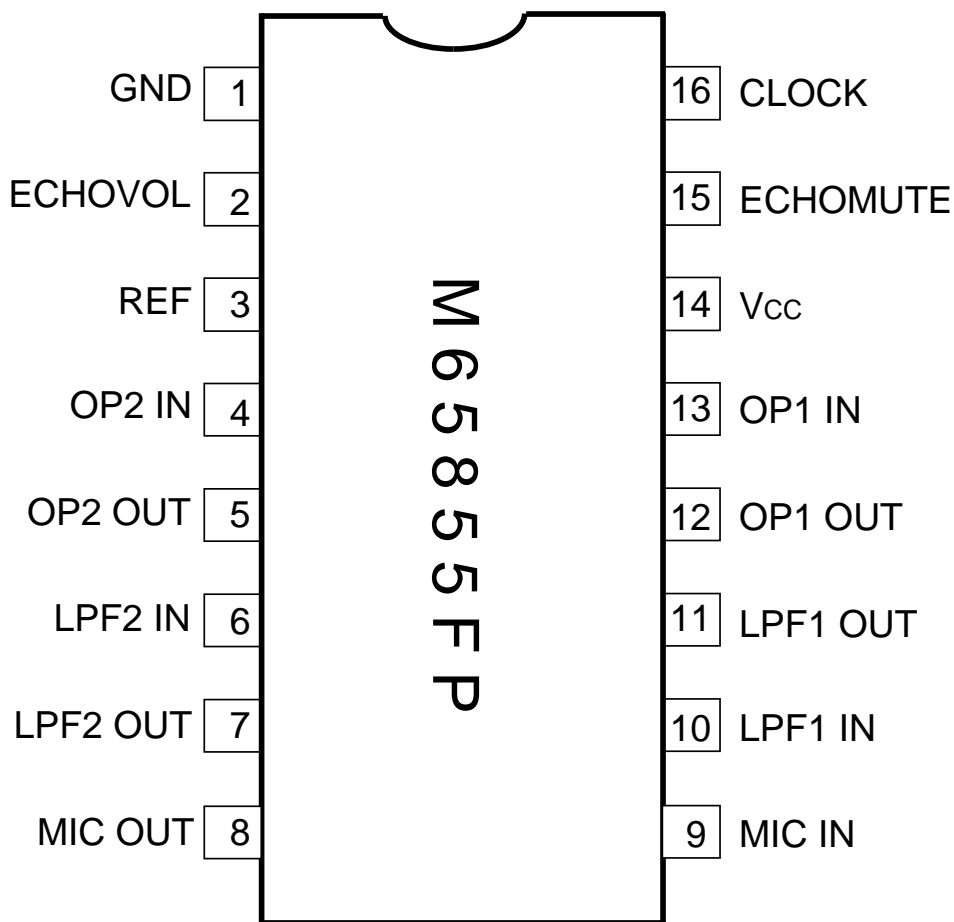 GND 1
ECHOVOL 2
REF 3
OP2 IN 4
OP2 OUT 5
LPF2 IN 6
LPF2 OUT 7
MIC OUT 8
M65855FP
16 CLOCK
15 ECHOMUTE
14 VCC
13 OP1 IN
12 OP1 OUT
11 LPF1 OUT
10 LPF1 IN
9 MIC IN